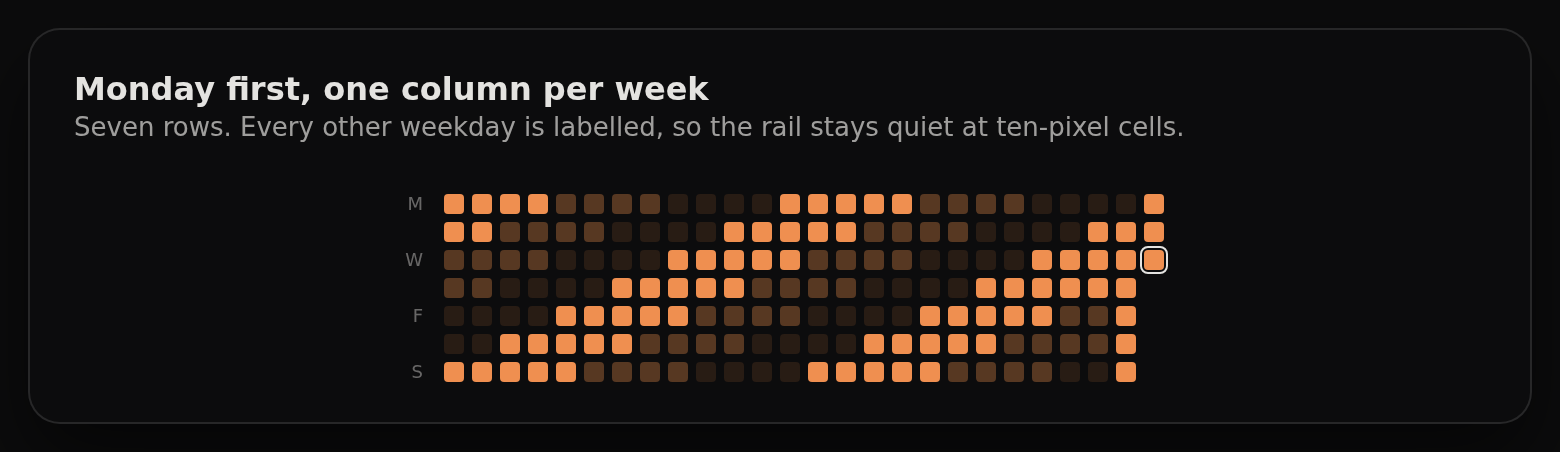 Monday first, one column per week
Seven rows. Every other weekday is labelled, so the rail stays quiet at ten-pixel cells.
M
W
F
S